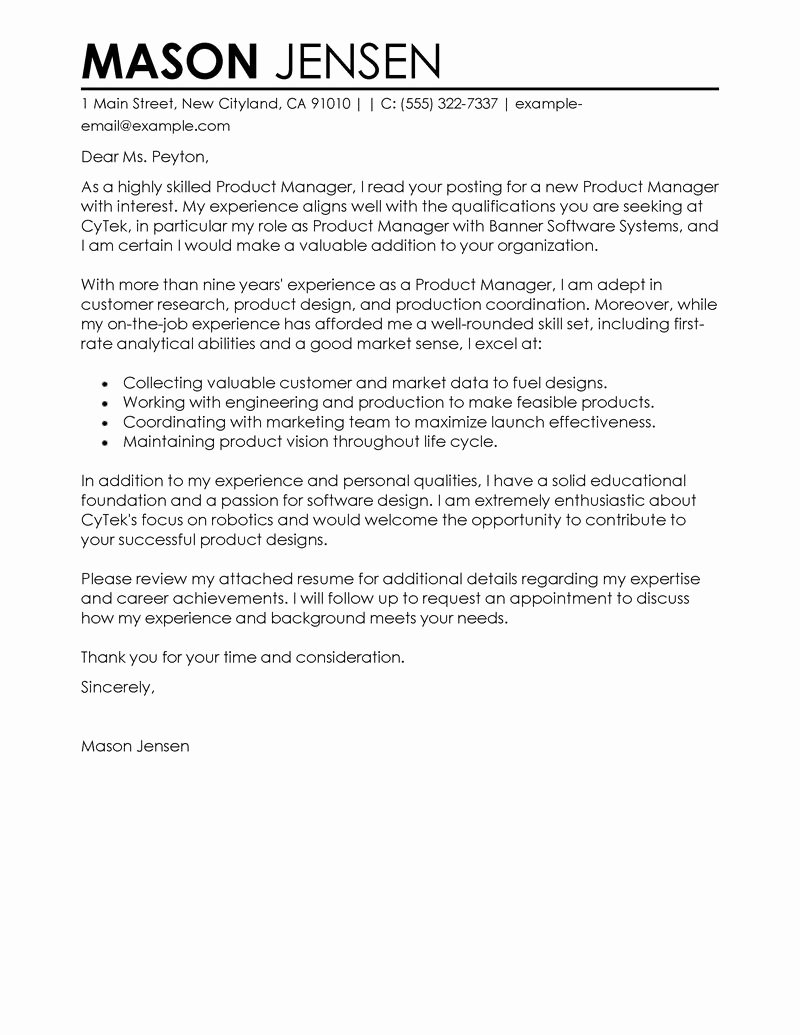 MASON JENSEN
1 Main Street, New Cityland, CA 91010 | | C: (555) 322-7337 | example-
email@example.com
Dear Ms. Peyton,
As a highly skilled Product Manager, I read your posting for a new Product Manager
with interest. My experience aligns well with the qualifications you are seeking at
CyTek, in particular my role as Product Manager with Banner Software Systems, and
I am certain I would make a valuable addition to your organization.
With more than nine years' experience as a Product Manager, I am adept in
customer research, product design, and production coordination. Moreover, while
my on-the-job experience has afforded me a well-rounded skill set, including first-
rate analytical abilities and a good market sense, I excel at:
• Collecting valuable customer and market data to fuel designs.
• Working with engineering and production to make feasible products.
• Coordinating with marketing team to maximize launch effectiveness.
• Maintaining product vision throughout life cycle.
In addition to my experience and personal qualities, I have a solid educational
foundation and a passion for software design. I am extremely enthusiastic about
CyTek's focus on robotics and would welcome the opportunity to contribute to
your successful product designs.
Please review my attached resume for additional details regarding my expertise
and career achievements. I will follow up to request an appointment to discuss
how my experience and background meets your needs.
Thank you for your time and consideration.
Sincerely,
Mason Jensen